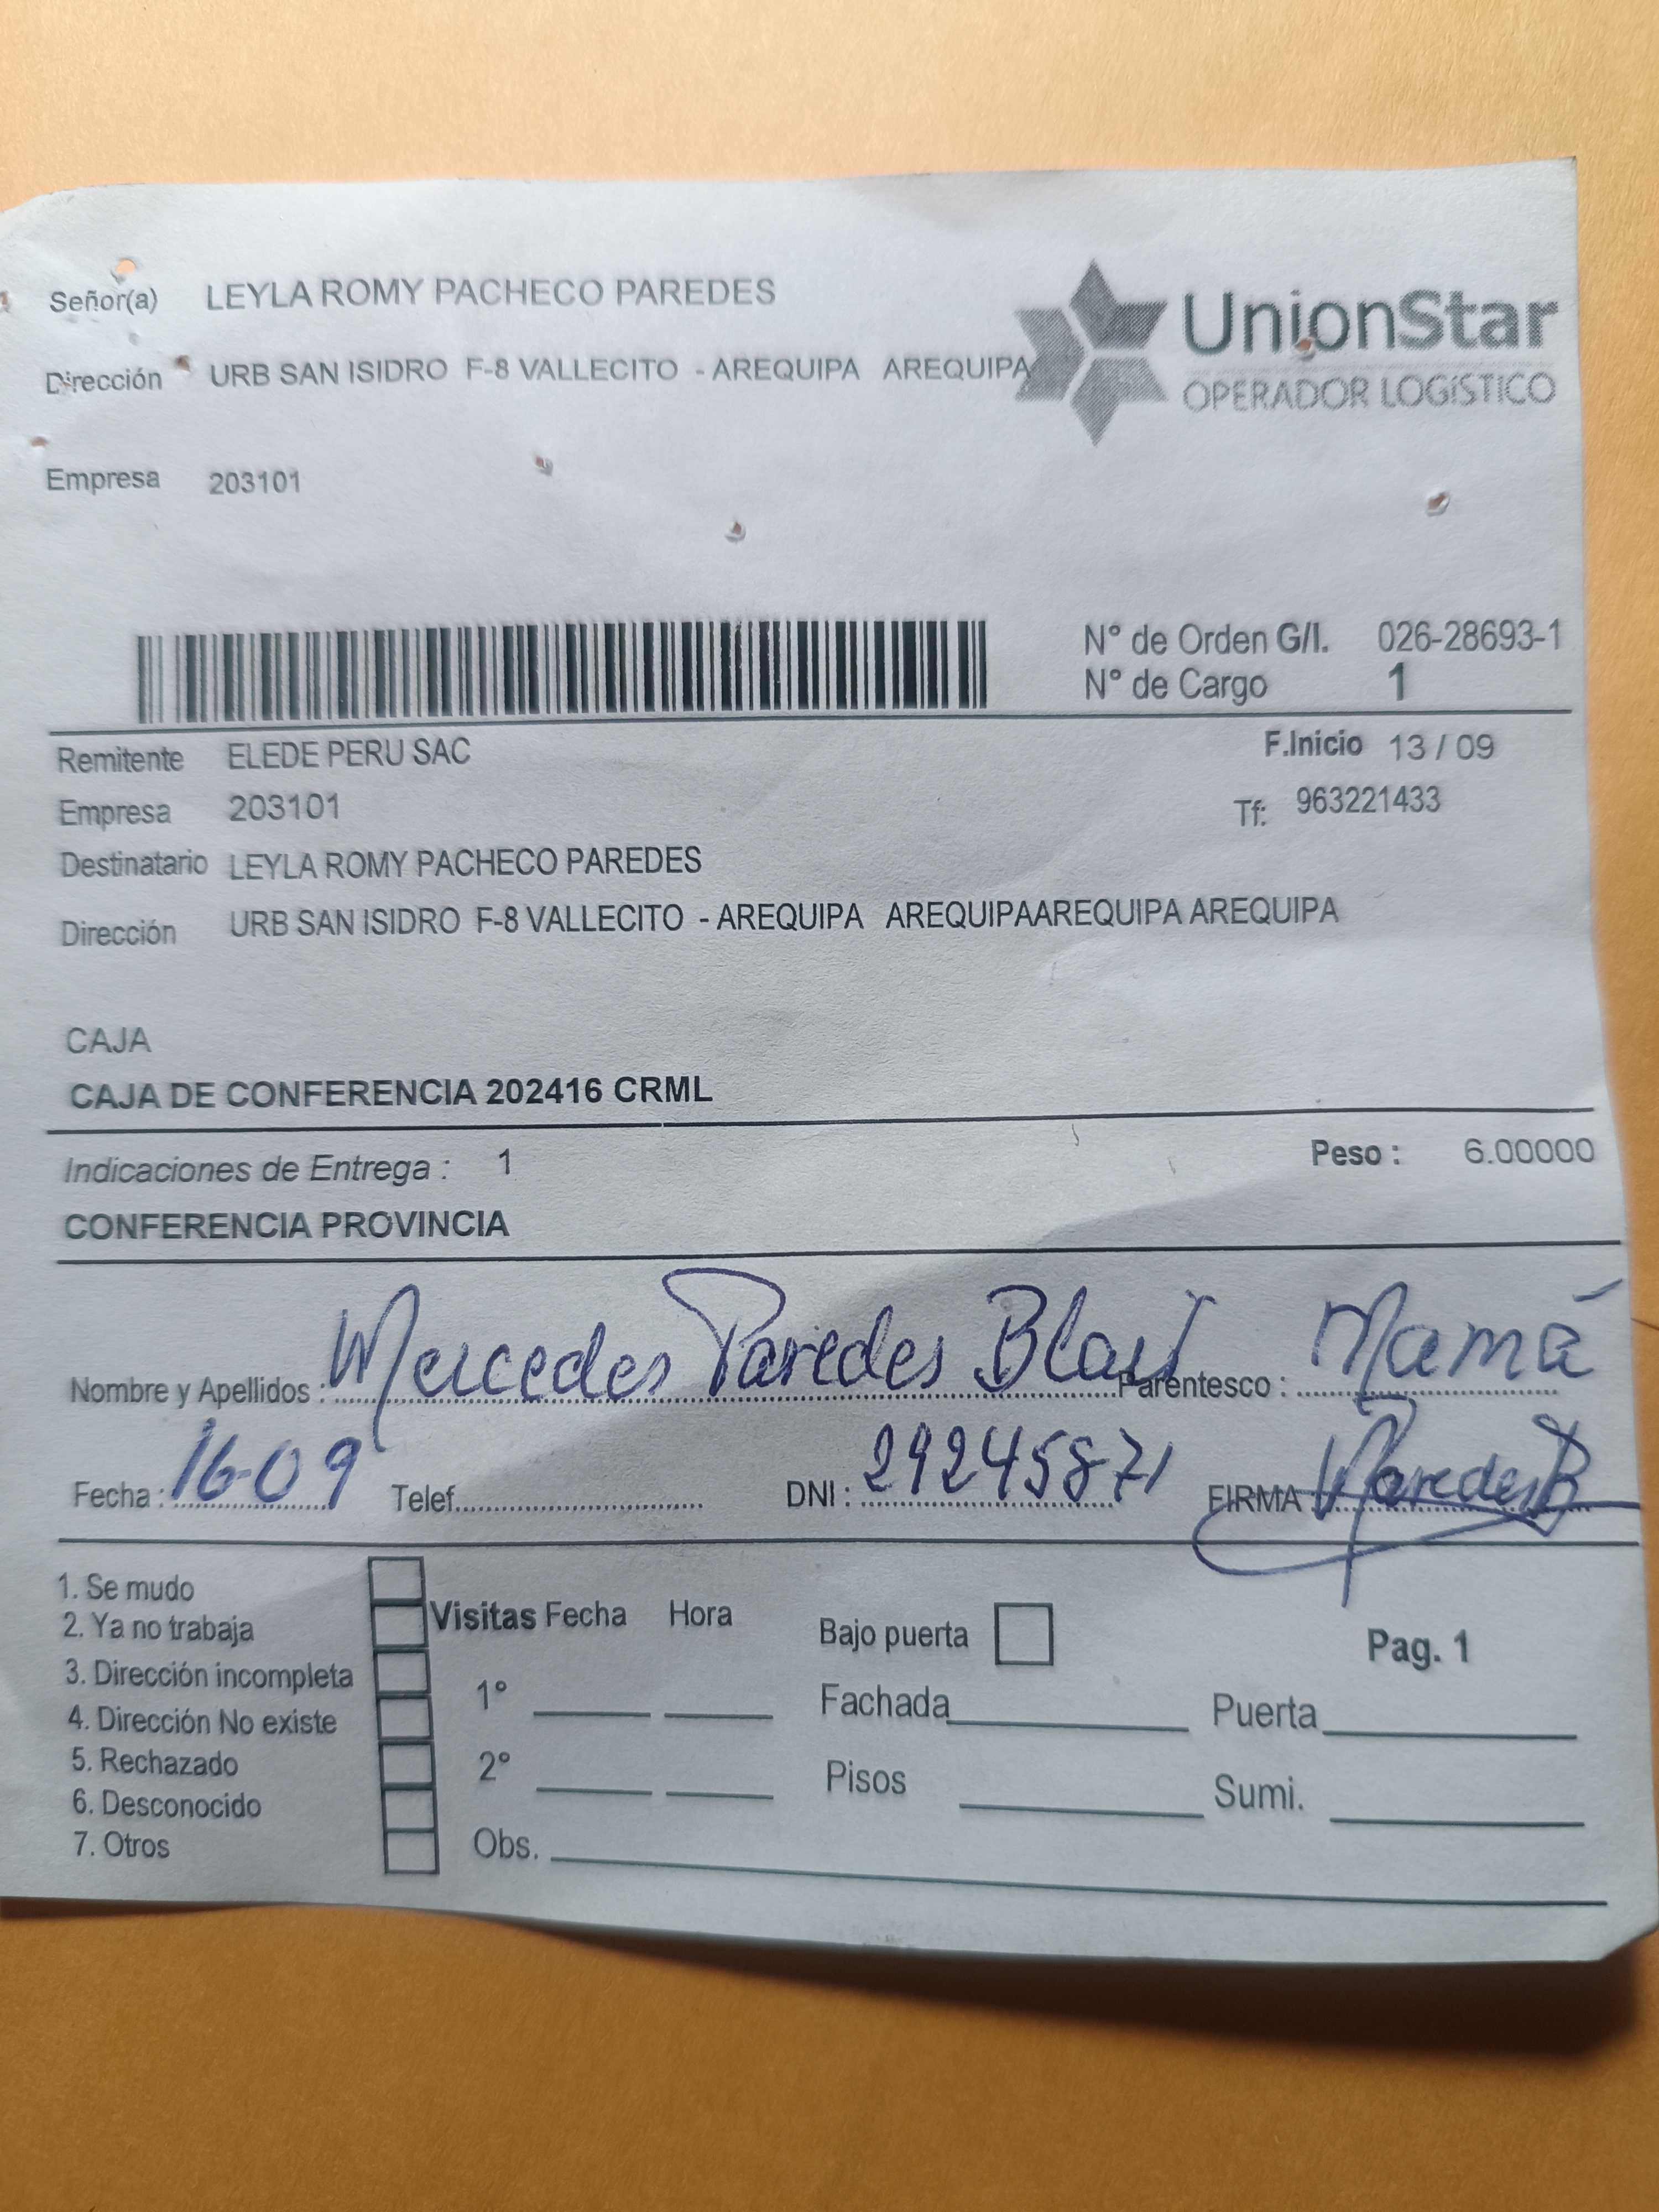 Señor(a) LEYLA ROMY PACHECO PAREDES
UnionStar
OPERADOR LOGÍSTICO
Dirección URB SAN ISIDRO F-8 VALLECITO - AREQUIPA AREQUIPA
Empresa 203101
N° de Orden G/I. 026-28693-1
N° de Cargo 1
Remitente ELEDE PERU SAC F.Inicio 13 / 09
Empresa 203101 Tf: 963221433
Destinatario LEYLA ROMY PACHECO PAREDES
Dirección URB SAN ISIDRO F-8 VALLECITO - AREQUIPA AREQUIPAAREQUIPA AREQUIPA
CAJA
CAJA DE CONFERENCIA 202416 CRML
Indicaciones de Entrega : 1 Peso : 6.00000
CONFERENCIA PROVINCIA
Nombre y Apellidos : Mercedes Paredes Parentesco : Mamá
Fecha : 16-09 Telef. DNI : 29245871 FIRMA ParedesB
1. Se mudo
2. Ya no trabaja
3. Dirección incompleta
4. Dirección No existe
5. Rechazado
6. Desconocido
7. Otros
Visitas Fecha Hora
1°
2°
Obs.
Bajo puerta
Pag. 1
Fachada Puerta
Pisos Sumi.